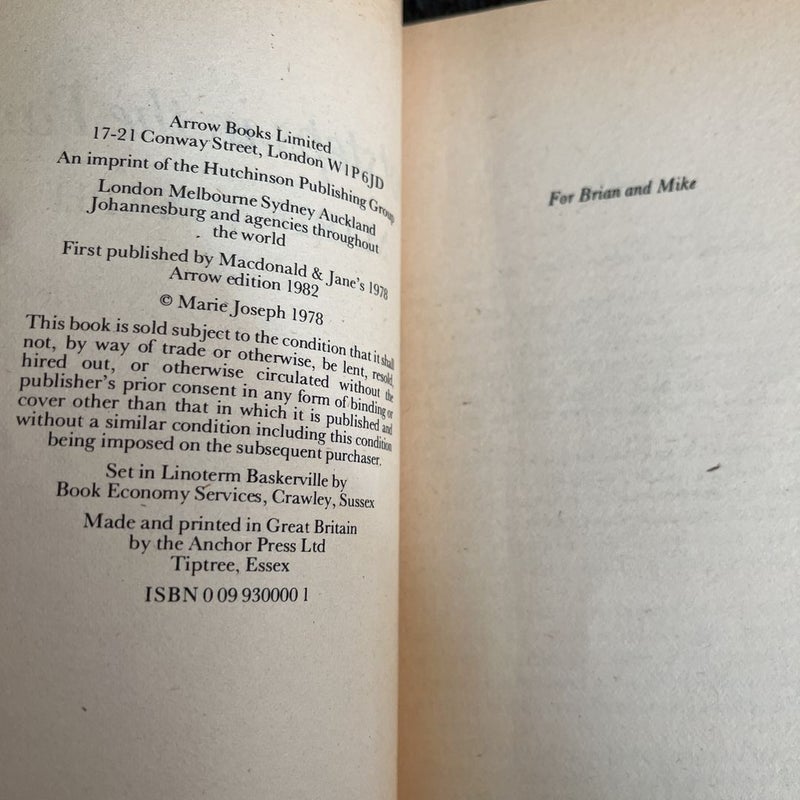 Arrow Books Limited
17-21 Conway Street, London W1P 6JD
An imprint of the Hutchinson Publishing Group
London Melbourne Sydney Auckland
Johannesburg and agencies throughout
the world
First published by Macdonald & Jane's 1978
Arrow edition 1982
© Marie Joseph 1978
This book is sold subject to the condition that it shall
not, by way of trade or otherwise, be lent, resold,
hired out, or otherwise circulated without the
publisher's prior consent in any form of binding or
cover other than that in which it is published and
without a similar condition including this condition
being imposed on the subsequent purchaser.
Set in Linoterm Baskerville by
Book Economy Services, Crawley, Sussex
Made and printed in Great Britain
by the Anchor Press Ltd
Tiptree, Essex
ISBN 0 09 930000 1
For Brian and Mike